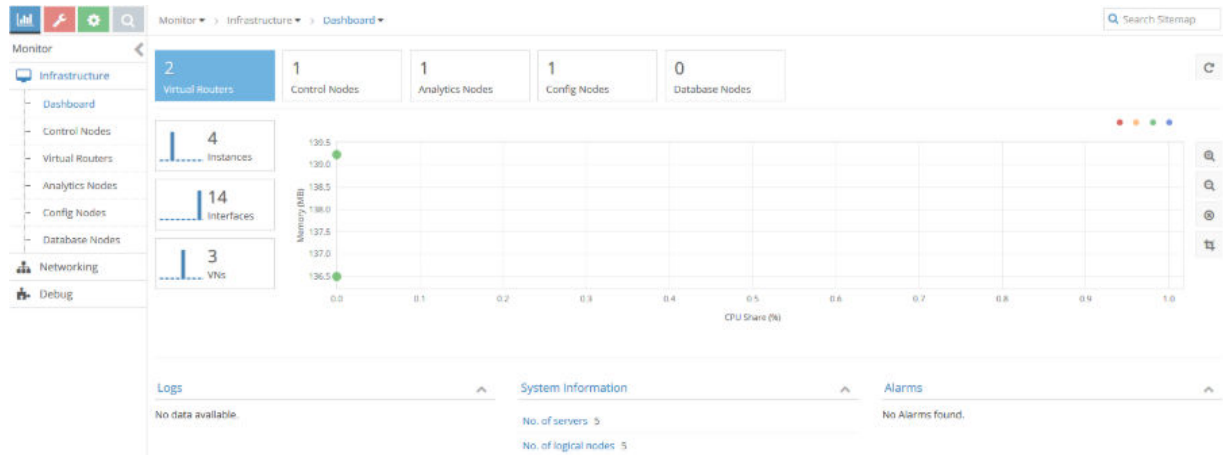 Monitor > Infrastructure > Dashboard
Search Sitemap
Monitor
Infrastructure
Dashboard
Control Nodes
Virtual Routers
Analytics Nodes
Config Nodes
Database Nodes
Networking
Debug
2
Virtual Routers
1
Control Nodes
1
Analytics Nodes
1
Config Nodes
0
Database Nodes
4
Instances
14
Interfaces
3
VNs
Memory (MB)
139.5
139.0
138.5
138.0
137.5
137.0
136.5
0.0 0.1 0.2 0.3 0.4 0.5 0.6 0.7 0.8 0.9 1.0
CPU Share (%)
Logs
No data available.
System Information
No. of servers 5
No. of logical nodes 5
Alarms
No Alarms found.